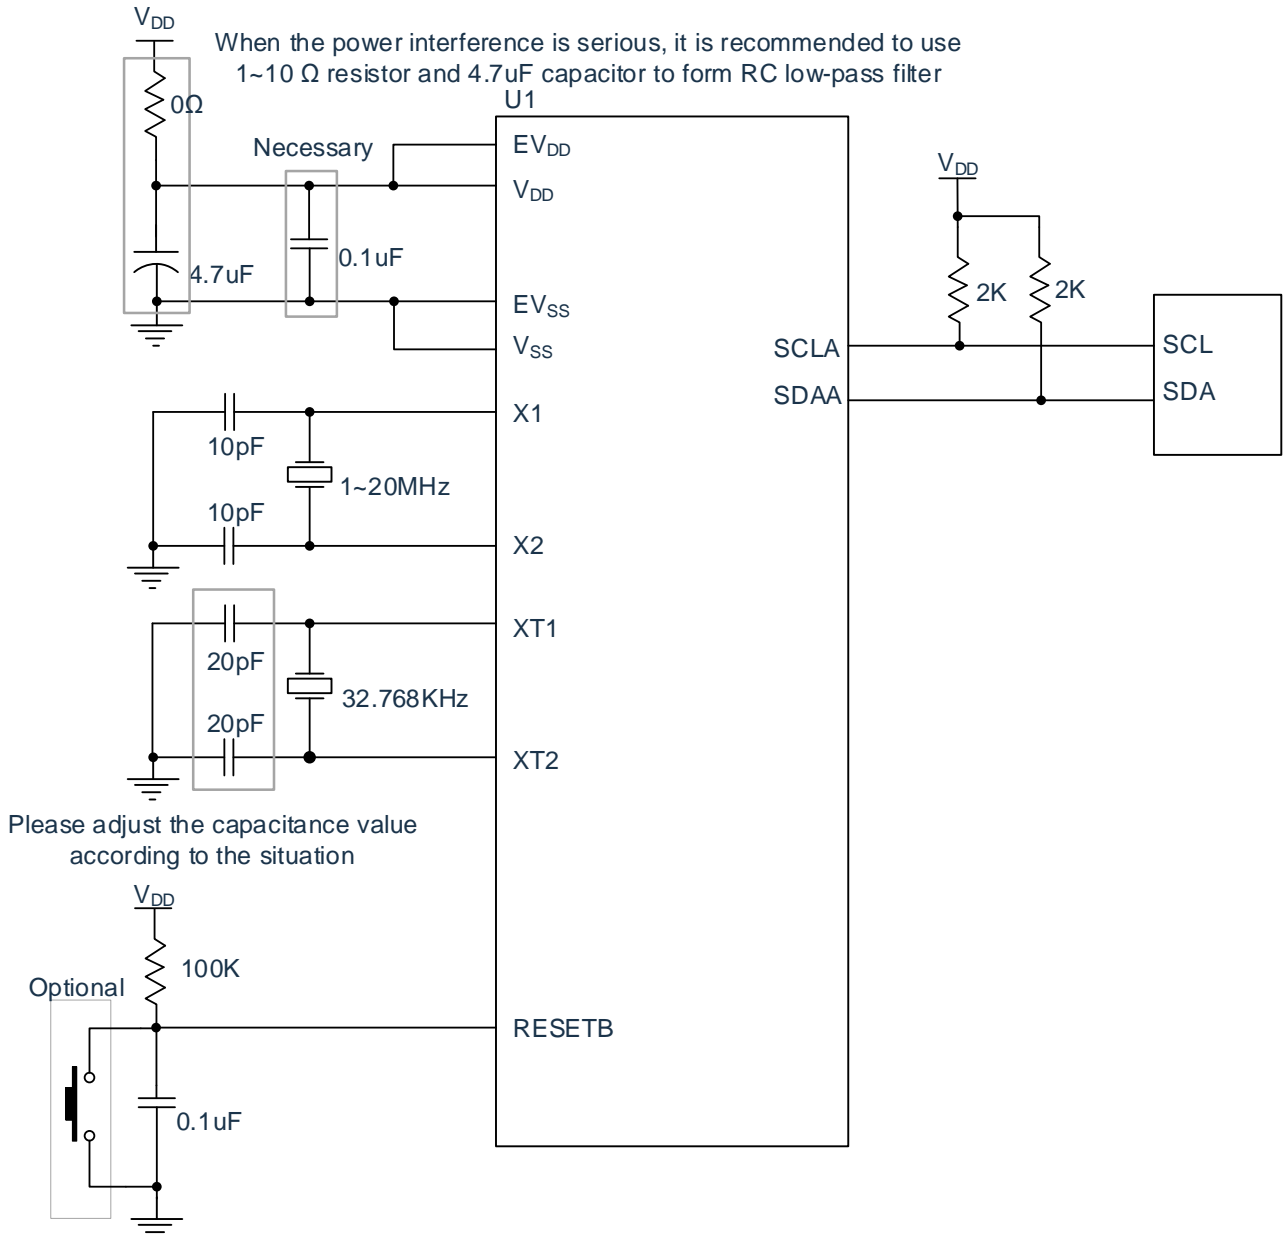 VDD
When the power interference is serious, it is recommended to use
1~10 Ω resistor and 4.7uF capacitor to form RC low-pass filter
U1
0Ω
Necessary
EVDD
VDD
0.1uF
4.7uF
EVSS
VSS
VDD
2K
2K
SCLA
SCL
SDAA
SDA
X1
10pF
1~20MHz
10pF
X2
XT1
20pF
32.768KHz
20pF
XT2
Please adjust the capacitance value
according to the situation
VDD
100K
Optional
RESETB
0.1uF